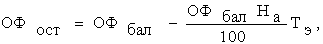 ОФ ост = ОФ бал − ОФ бал Н а / 100 Т э ,